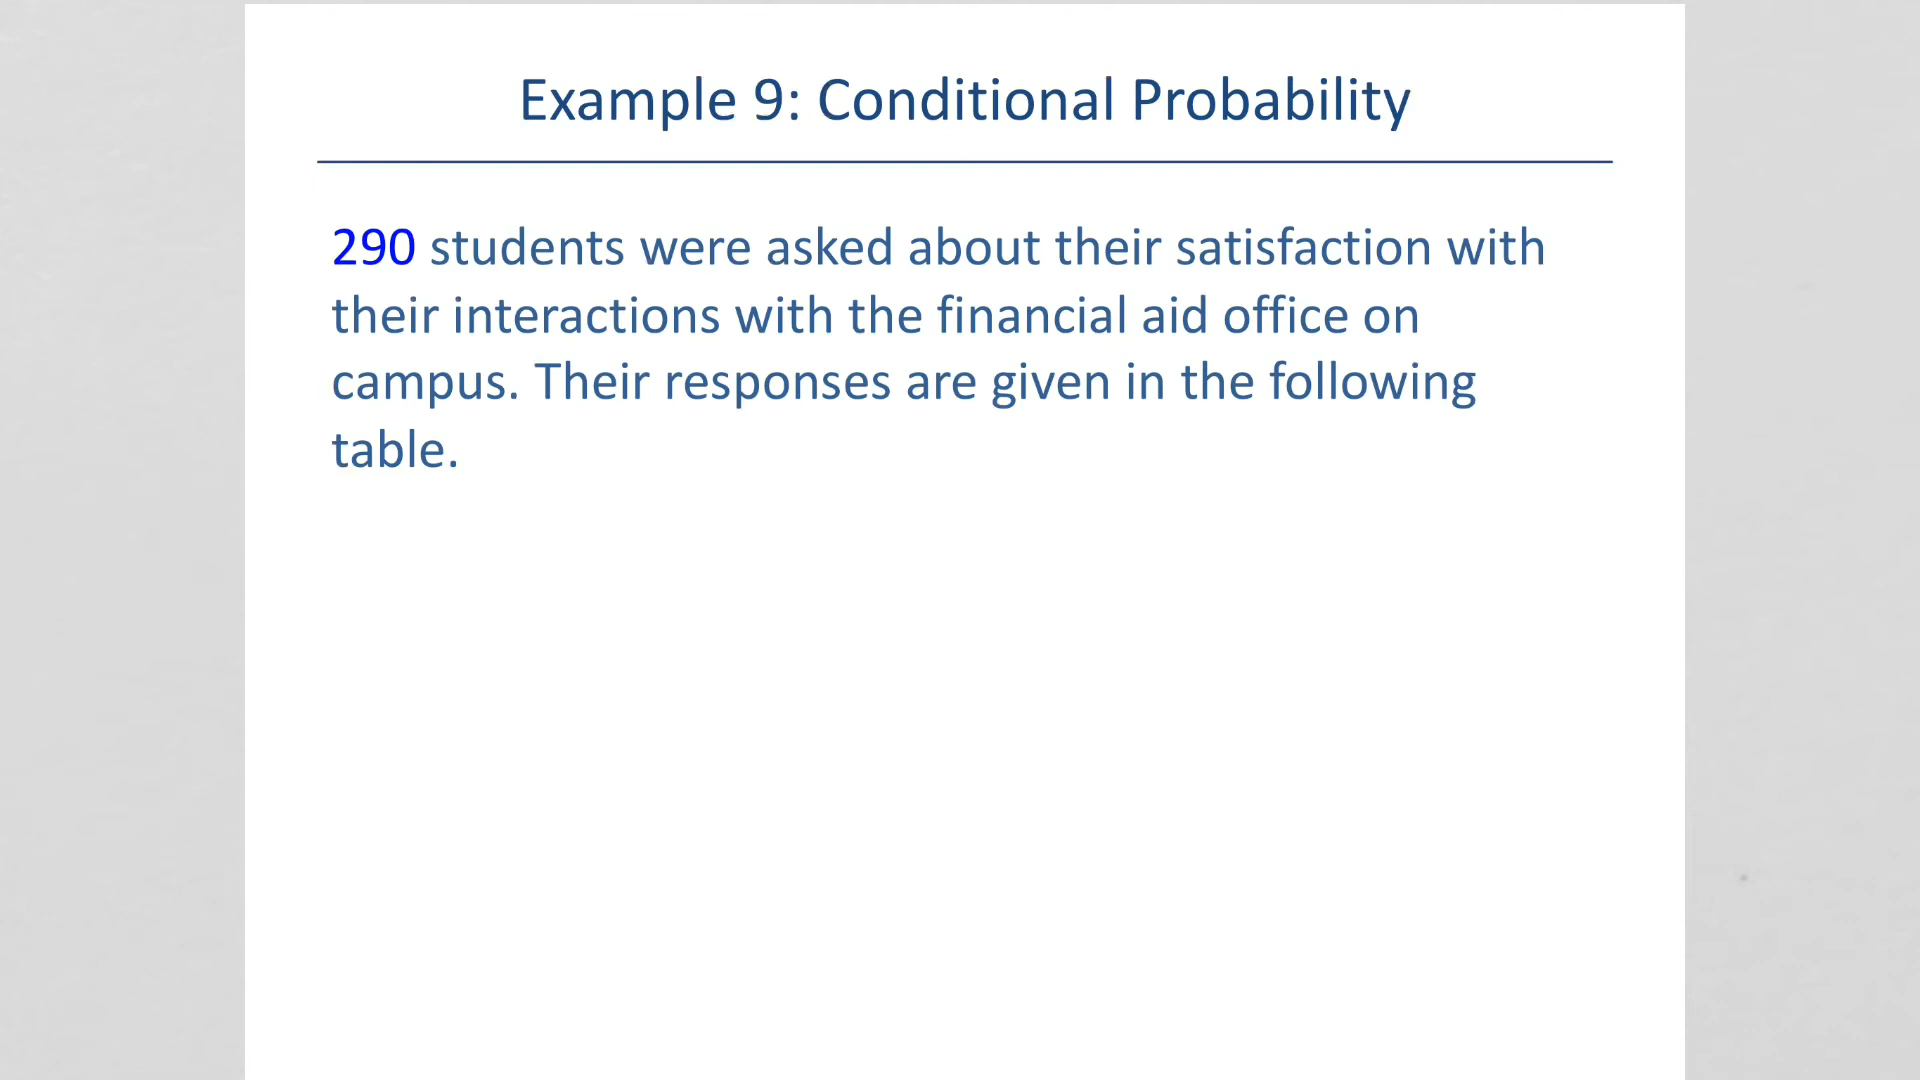 Example 9: Conditional Probability
290 students were asked about their satisfaction with
their interactions with the financial aid office on
campus. Their responses are given in the following
table.